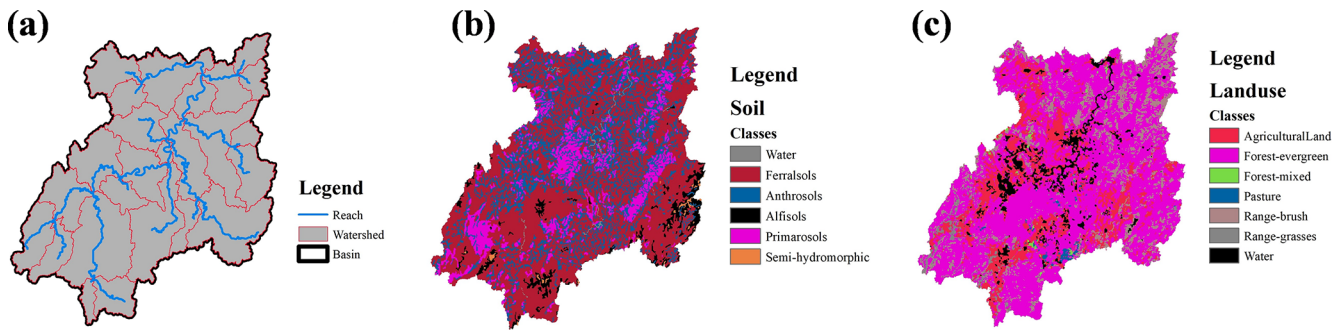 (a)
Legend
Reach
Watershed
Basin
(b)
Legend
Soil
Classes
Water
Ferralsols
Anthrosols
Alfisols
Primarosols
Semi-hydromorphic
(c)
Legend
Landuse
Classes
AgriculturalLand
Forest-evergreen
Forest-mixed
Pasture
Range-brush
Range-grasses
Water